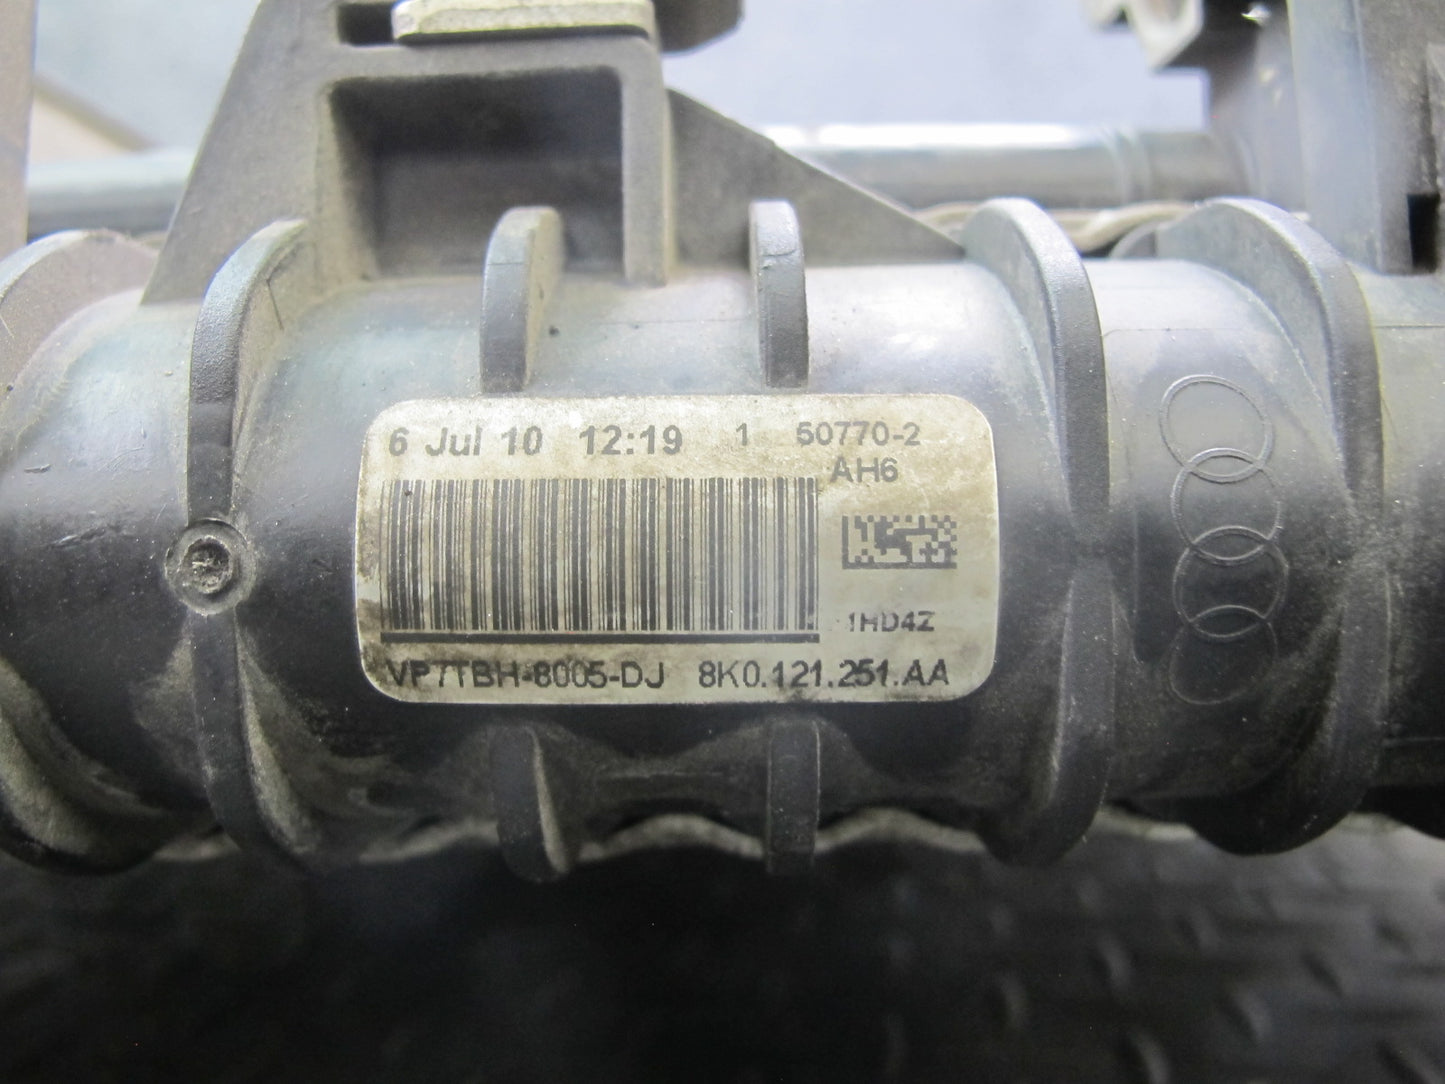 6 Jul 10 12:19 1 50770-2
AH6
1HD4Z
VP7TBH-8005-DJ 8K0.121.251.AA